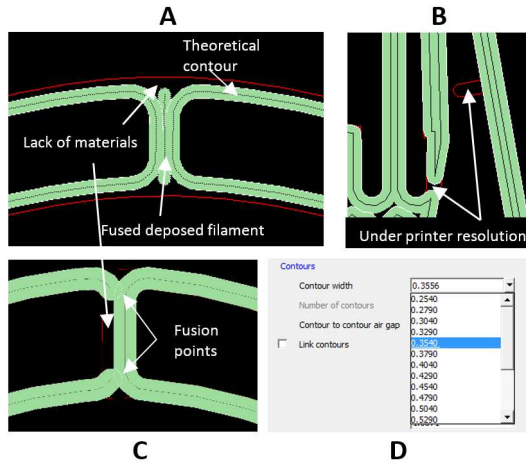 A
B
Theoretical
contour
Lack of materials
Fused deposed filament
Under printer resolution
Fusion
points
Contours
Contour width
0.3556
Number of contours
0.2540
0.2790
0.3040
Contour to contour air gap
0.3290
0.3540
Link contours
0.3790
0.4040
0.4290
0.4540
0.4790
0.5040
0.5290
C
D